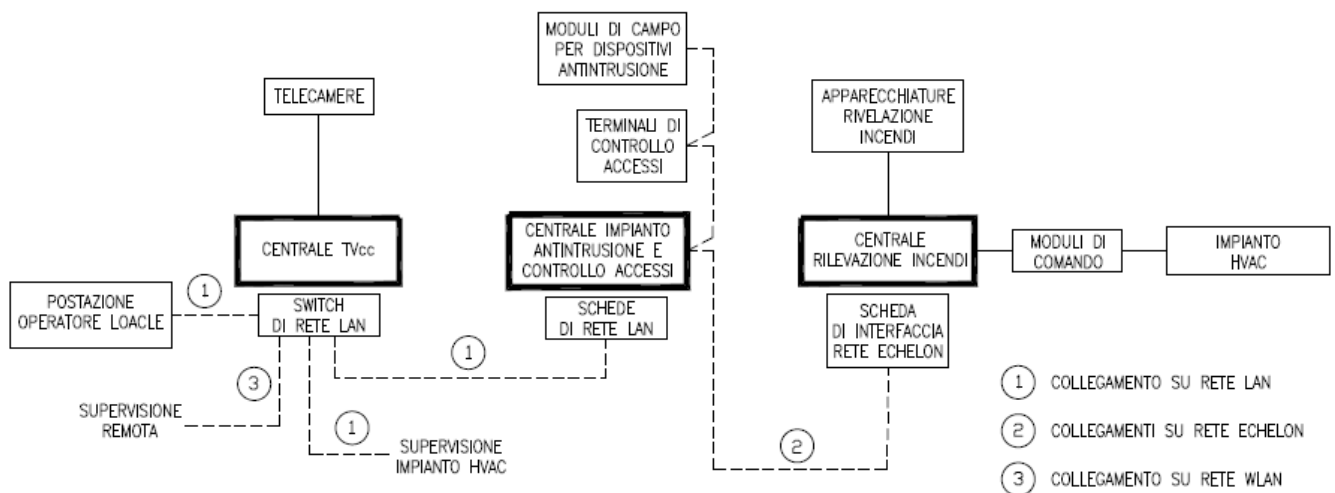 MODULI DI CAMPO
PER DISPOSITIVI
ANTINTRUSIONE
TELECAMERE
APPARECCHIATURE
RIVELAZIONE
INCENDI
TERMINALI DI
CONTROLLO
ACCESSI
CENTRALE TVcc
CENTRALE IMPIANTO
ANTINTRUSIONE E
CONTROLLO ACCESSI
CENTRALE
RILEVAZIONE INCENDI
MODULI DI
COMANDO
IMPIANTO
HVAC
POSTAZIONE
OPERATORE LOACLE
1
SWITCH
DI RETE LAN
SCHEDE
DI RETE LAN
SCHEDA
DI INTERFACCIA
RETE ECHELON
1
3
SUPERVISIONE
REMOTA
1
SUPERVISIONE
IMPIANTO HVAC
2
1 COLLEGAMENTO SU RETE LAN
2 COLLEGAMENTI SU RETE ECHELON
3 COLLEGAMENTO SU RETE WLAN